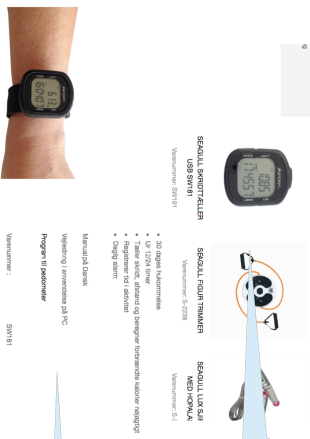 SEAGULL SKRIDTTÆLLER
USB SW181
Varenummer: SW181
SEAGULL FIGUR TRIMMER
Varenummer: S-2238
SEAGULL LUX SJIP
MED HOPALA
Varenummer: S-
• 30 dages hukommelse
• Ur 12/24 timer
• Tæller skridt, afstand og beregner forbrændte kalorier nøjagtigt
• Registrerer tid i aktivitet
• Daglig alarm
Manual på Dansk
Vejledning i anvendelse på PC
Program til pedometer
Varenummer :
SW181